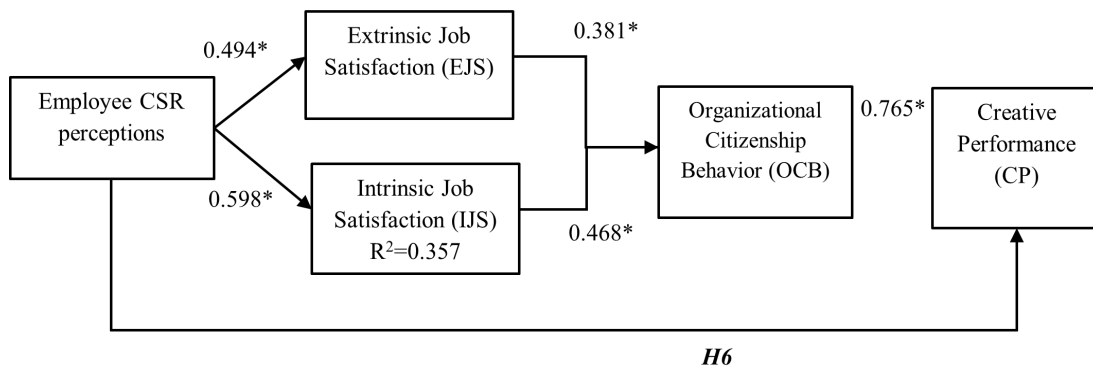 0.494*
Extrinsic Job
Satisfaction (EJS)
0.381*
Employee CSR
perceptions
Organizational
Citizenship
Behavior (OCB)
0.765*
Creative
Performance
(CP)
0.598*
Intrinsic Job
Satisfaction (IJS)
R²=0.357
0.468*
H6